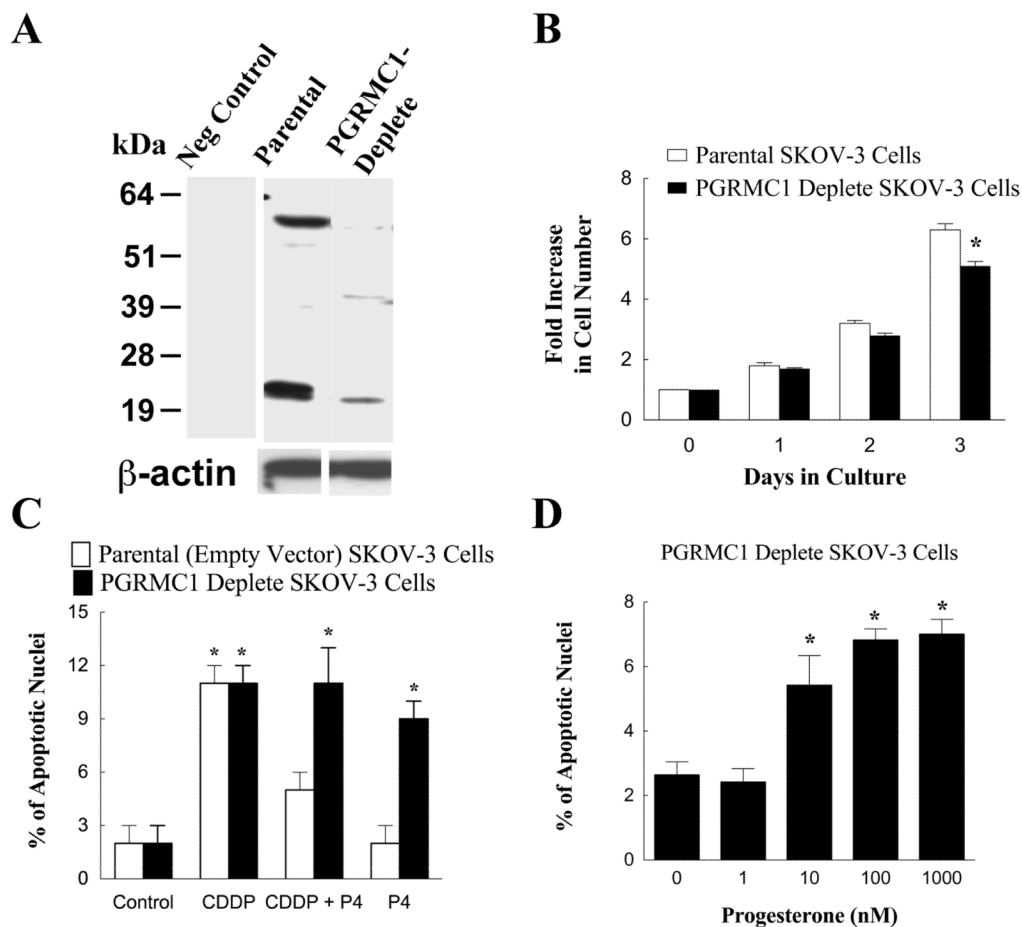 A
Neg Control
Parental
PGRMC1-
Deplete
kDa
64
51
39
28
19
β-actin
B
Parental SKOV-3 Cells
PGRMC1 Deplete SKOV-3 Cells
8
6
4
2
0
*
Fold Increase
in Cell Number
0 1 2 3
Days in Culture
C
Parental (Empty Vector) SKOV-3 Cells
PGRMC1 Deplete SKOV-3 Cells
15
12
9
6
3
0
* * * *
% of Apoptotic Nuclei
Control CDDP CDDP + P4 P4
D
PGRMC1 Deplete SKOV-3 Cells
8
6
4
2
0
* * *
% of Apoptotic Nuclei
0 1 10 100 1000
Progesterone (nM)